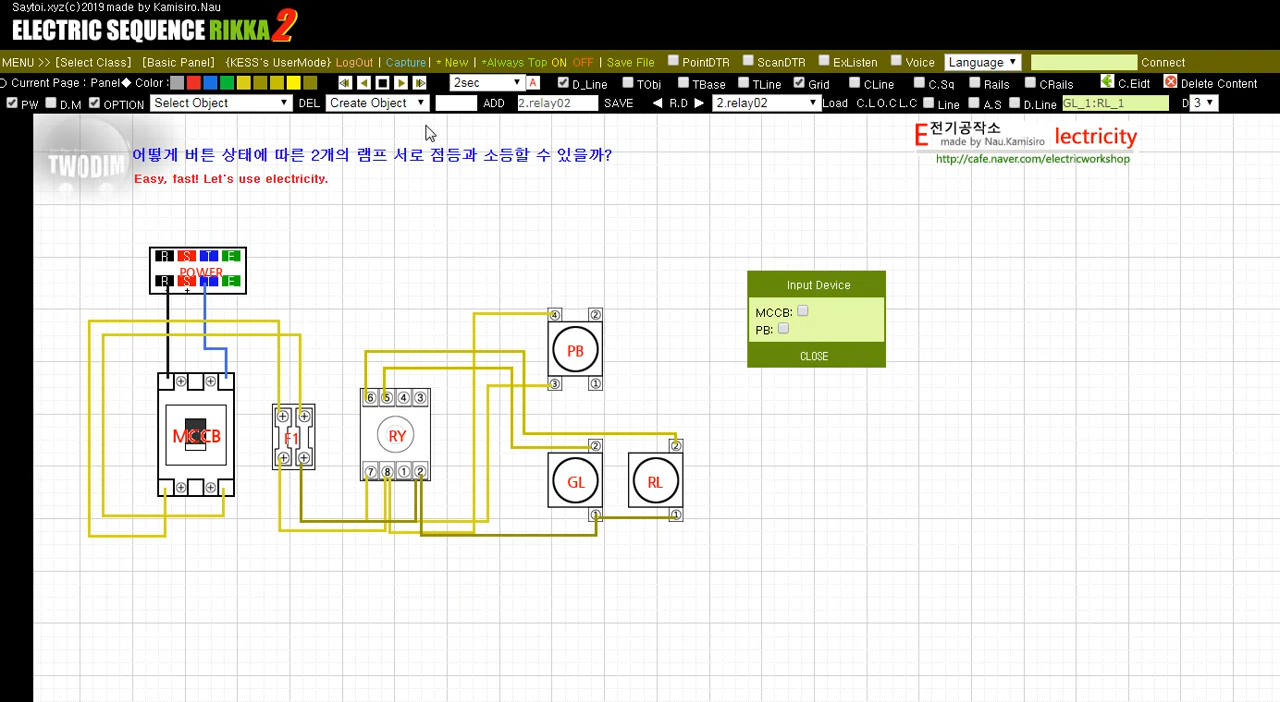 Saytoi.xyz(c)2019 made by Kamisiro.Nau
ELECTRIC SEQUENCE RIKKA 2
MENU >> [Select Class] [Basic Panel] {KESS's UserMode} LogOut | Capture | * New | *Always Top ON OFF | Save File PointDTR ScanDTR ExListen Voice Language ▼ Connect
Current Page : Panel◆ Color : 2sec ▼ A D_Line TObj TBase TLine Grid CLine C.Sq Rails CRails C.Eidt Delete Content
PW D.M OPTION Select Object ▼ DEL Create Object ▼ ADD 2.relay02 SAVE ◀ R.D ▶ 2.relay02 ▼ Load C.L.O.C.L.C Line A.S D.Line GL_1:RL_1 D 3 ▼
TWODIM
어떻게 버튼 상태에 따른 2개의 램프 서로 점등과 소등할 수 있을까?
Easy, fast! Let's use electricity.
E 전기공작소
made by Nau.Kamisiro lectricity
http://cafe.naver.com/electricworkshop
R S T E
POWER
R S T E
- +
Input Device
MCCB:
PB:
CLOSE
④ ②
PB
③ ①
⑥ ⑤ ④ ③
RY
⑦ ⑧ ① ②
MCCB
F1
② ②
GL RL
① ①